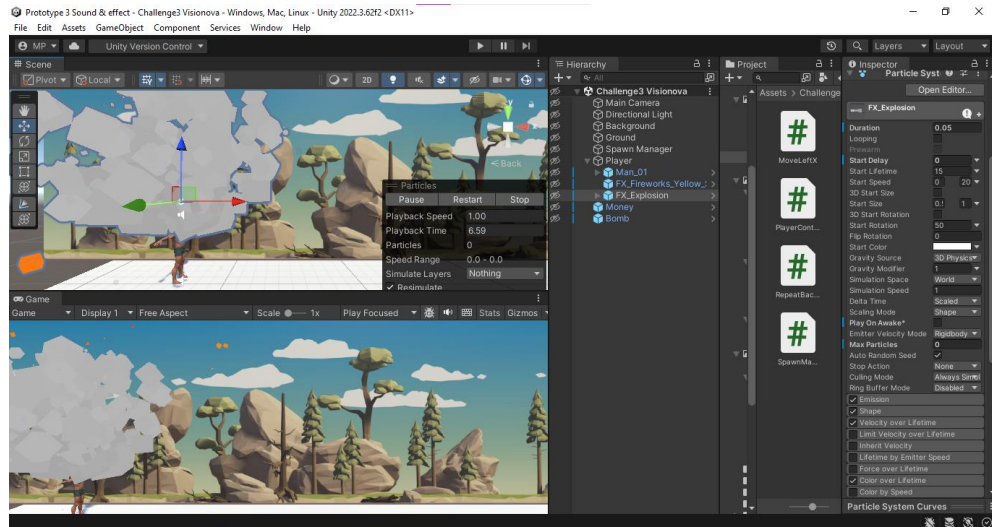 Prototype 3 Sound & effect - Challenge3 Visionova - Windows, Mac, Linux - Unity 2022.3.62f2 <DX11>
File Edit Assets GameObject Component Services Window Help
MP Unity Version Control Layers Layout
Scene
Pivot Local 2D
Back
Particles
Pause Restart Stop
Playback Speed 1.00
Playback Time 6.59
Particles 0
Speed Range 0.0 - 0.0
Simulate Layers Nothing
Resimulate
Game
Game Display 1 Free Aspect Scale 1x Play Focused Stats Gizmos
Hierarchy
All
Challenge3 Visionova
Main Camera
Directional Light
Background
Ground
Spawn Manager
Player
Man_01
FX_Fireworks_Yellow_
FX_Explosion
Money
Bomb
Project
Assets > Challenge
MoveLeftX
PlayerCont...
RepeatBac...
SpawnMa...
Inspector
Particle Syst
Open Editor...
FX_Explosion
Duration 0.05
Looping
Prewarm
Start Delay 0
Start Lifetime 15
Start Speed 0 20
3D Start Size
Start Size 0.! 1
3D Start Rotation
Start Rotation 50
Flip Rotation 0
Start Color
Gravity Source 3D Physics
Gravity Modifier 1
Simulation Space World
Simulation Speed 1
Delta Time Scaled
Scaling Mode Shape
Play On Awake*
Emitter Velocity Mode Rigidbody
Max Particles 0
Auto Random Seed
Stop Action None
Culling Mode Always Simul
Ring Buffer Mode Disabled
Emission
Shape
Velocity over Lifetime
Limit Velocity over Lifetime
Inherit Velocity
Lifetime by Emitter Speed
Force over Lifetime
Color over Lifetime
Color by Speed
Particle System Curves